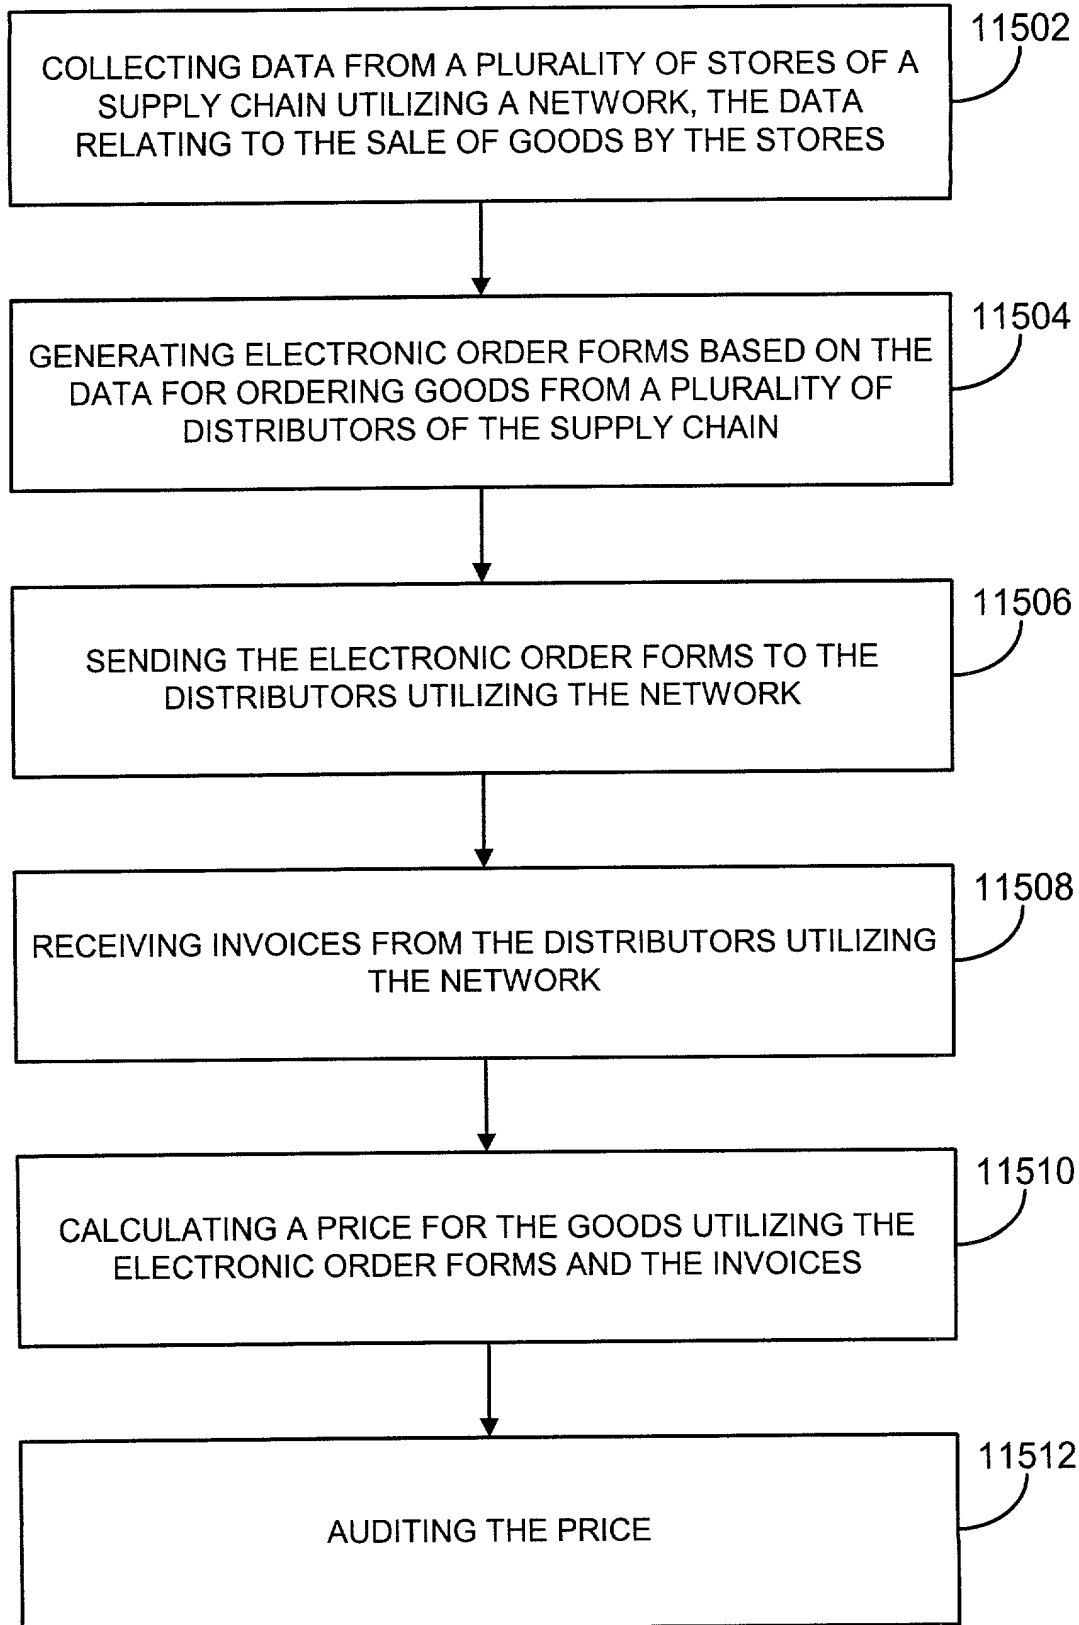 11502
COLLECTING DATA FROM A PLURALITY OF STORES OF A
SUPPLY CHAIN UTILIZING A NETWORK, THE DATA
RELATING TO THE SALE OF GOODS BY THE STORES
11504
GENERATING ELECTRONIC ORDER FORMS BASED ON THE
DATA FOR ORDERING GOODS FROM A PLURALITY OF
DISTRIBUTORS OF THE SUPPLY CHAIN
11506
SENDING THE ELECTRONIC ORDER FORMS TO THE
DISTRIBUTORS UTILIZING THE NETWORK
11508
RECEIVING INVOICES FROM THE DISTRIBUTORS UTILIZING
THE NETWORK
11510
CALCULATING A PRICE FOR THE GOODS UTILIZING THE
ELECTRONIC ORDER FORMS AND THE INVOICES
11512
AUDITING THE PRICE